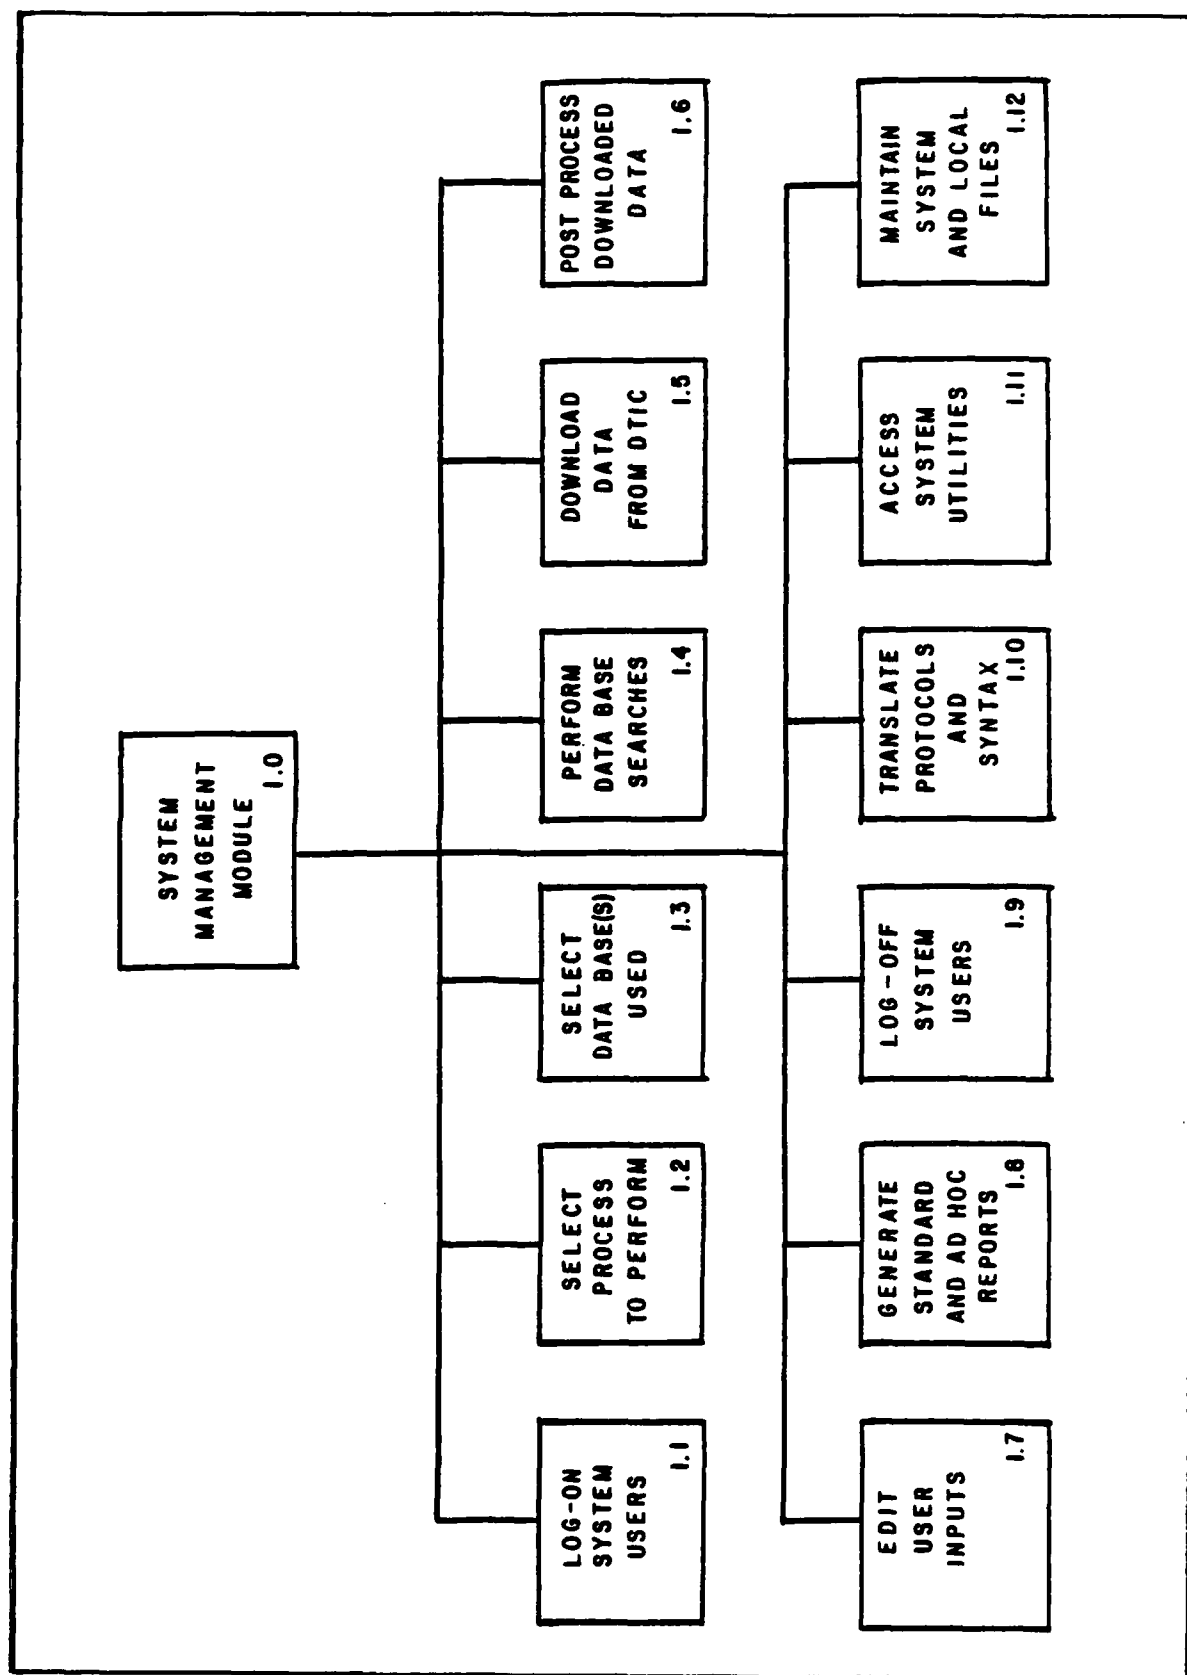 SYSTEM
MANAGEMENT
MODULE
1.0
LOG-ON
SYSTEM
USERS
1.1
SELECT
PROCESS
TO PERFORM
1.2
SELECT
DATA BASE(S)
USED
1.3
PERFORM
DATA BASE
SEARCHES
1.4
DOWNLOAD
DATA
FROM DTIC
1.5
POST PROCESS
DOWNLOADED
DATA
1.6
EDIT
USER
INPUTS
1.7
GENERATE
STANDARD
AND AD HOC
REPORTS
1.8
LOG-OFF
SYSTEM
USERS
1.9
TRANSLATE
PROTOCOLS
AND
SYNTAX
1.10
ACCESS
SYSTEM
UTILITIES
1.11
MAINTAIN
SYSTEM
AND LOCAL
FILES
1.12